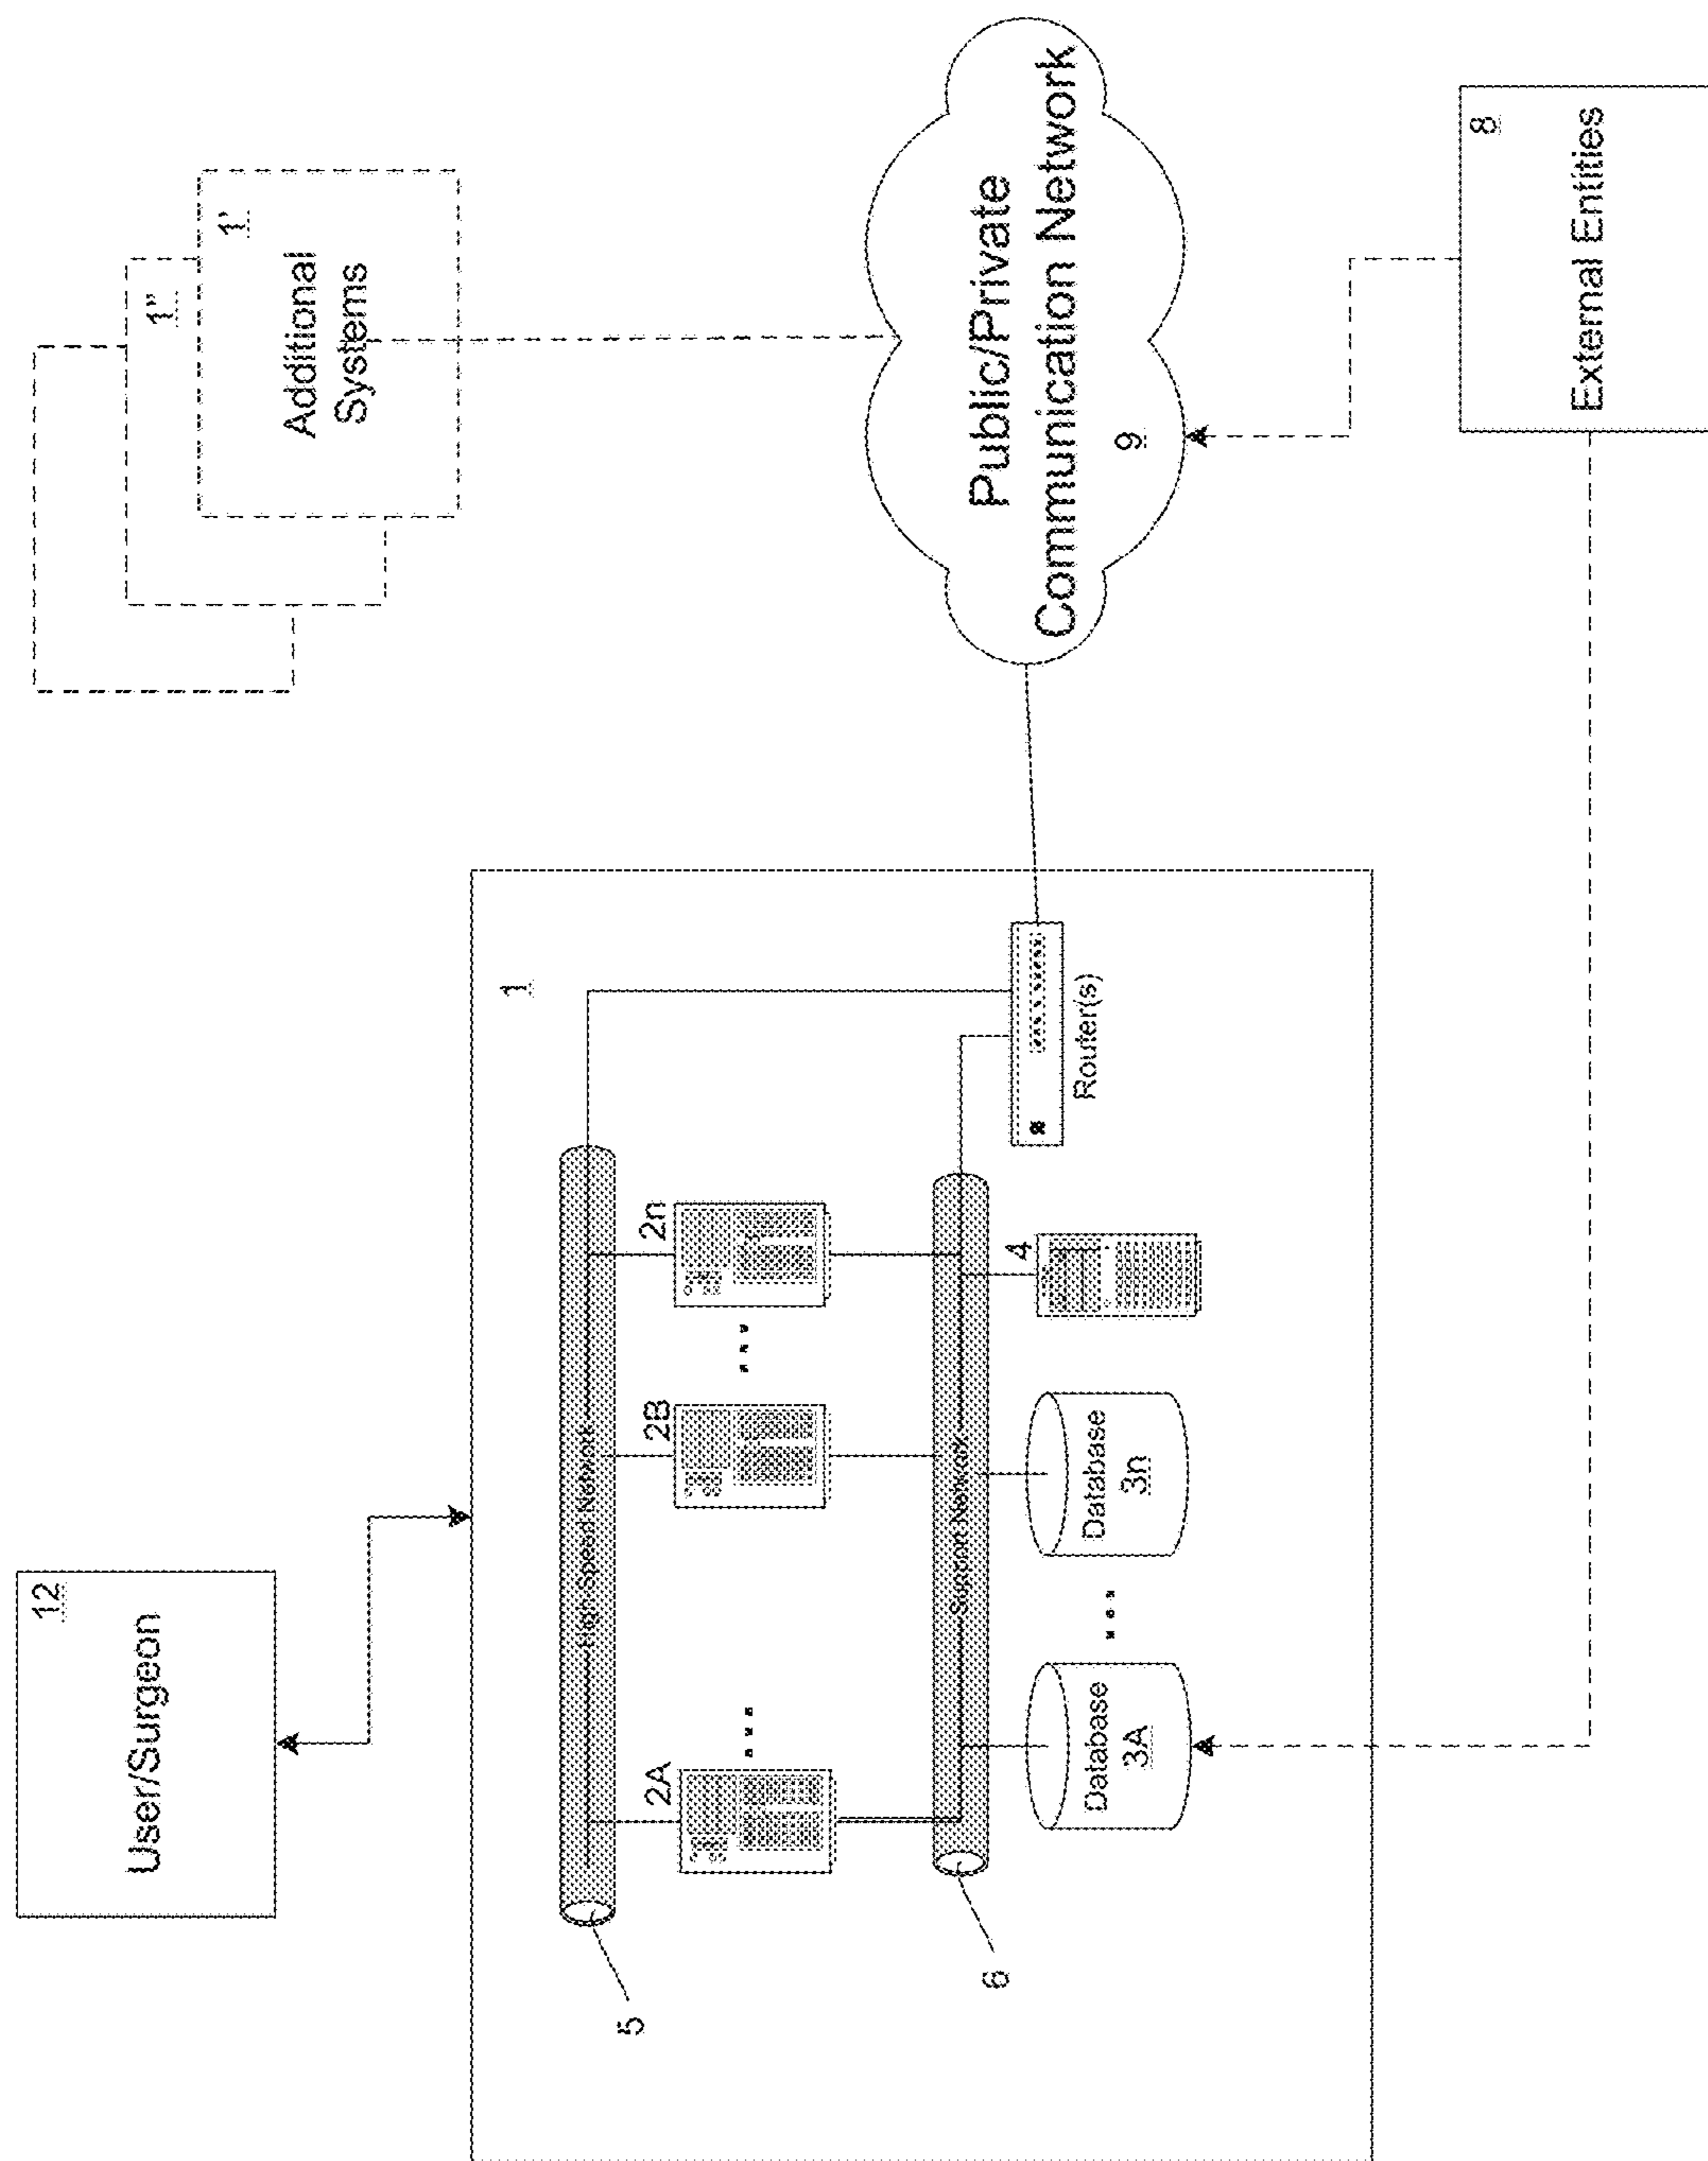 12
User/Surgeon
1"
1'
Additional
Systems
1
High Speed Network
5
2A
2B
2n
Support Network
6
Database
3A
Database
3n
4
Router(s)
Public/Private
Communication Network
9
8
External Entities